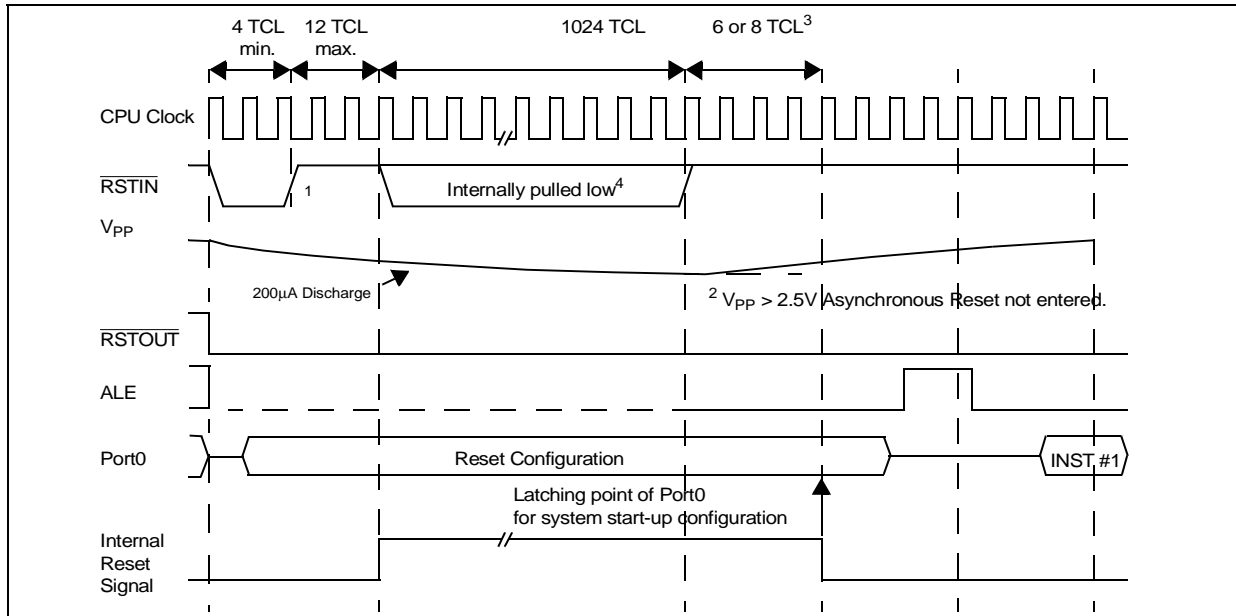 4 TCL
min.
12 TCL
max.
1024 TCL
6 or 8 TCL3
CPU Clock
RSTIN
1
Internally pulled low4
VPP
200µA Discharge
2 VPP > 2.5V Asynchronous Reset not entered.
RSTOUT
ALE
Port0
Reset Configuration
INST #1
Latching point of Port0
for system start-up configuration
Internal
Reset
Signal